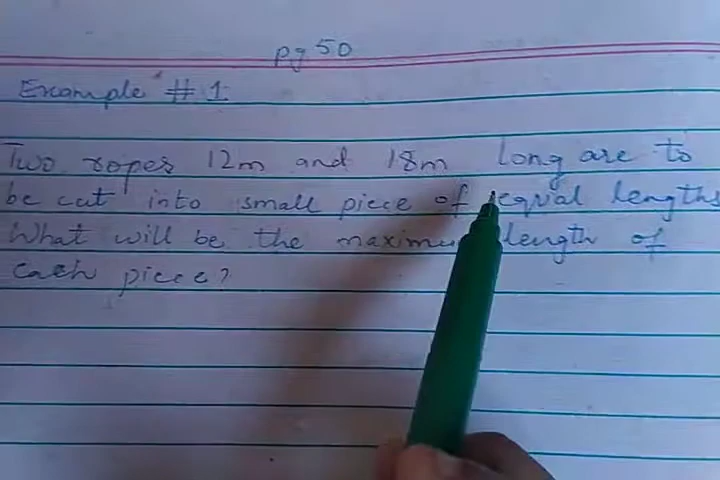 pg 50
Example # 1
Two ropes 12m and 18m long are to
be cut into small piece of equal lengths
What will be the maximum length of
each piece?